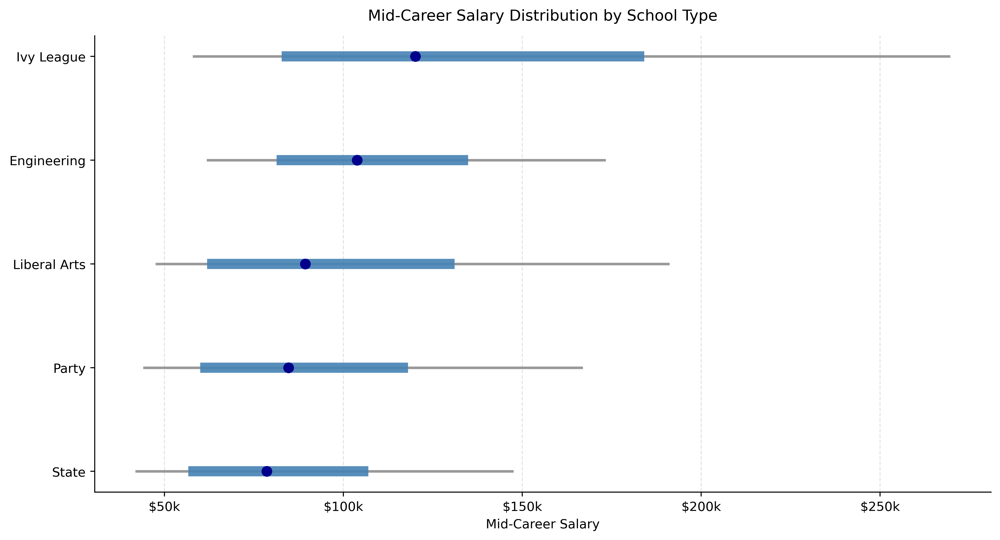 Mid-Career Salary Distribution by School Type
Ivy League
Engineering
Liberal Arts
Party
State
$50k $100k $150k $200k $250k
Mid-Career Salary